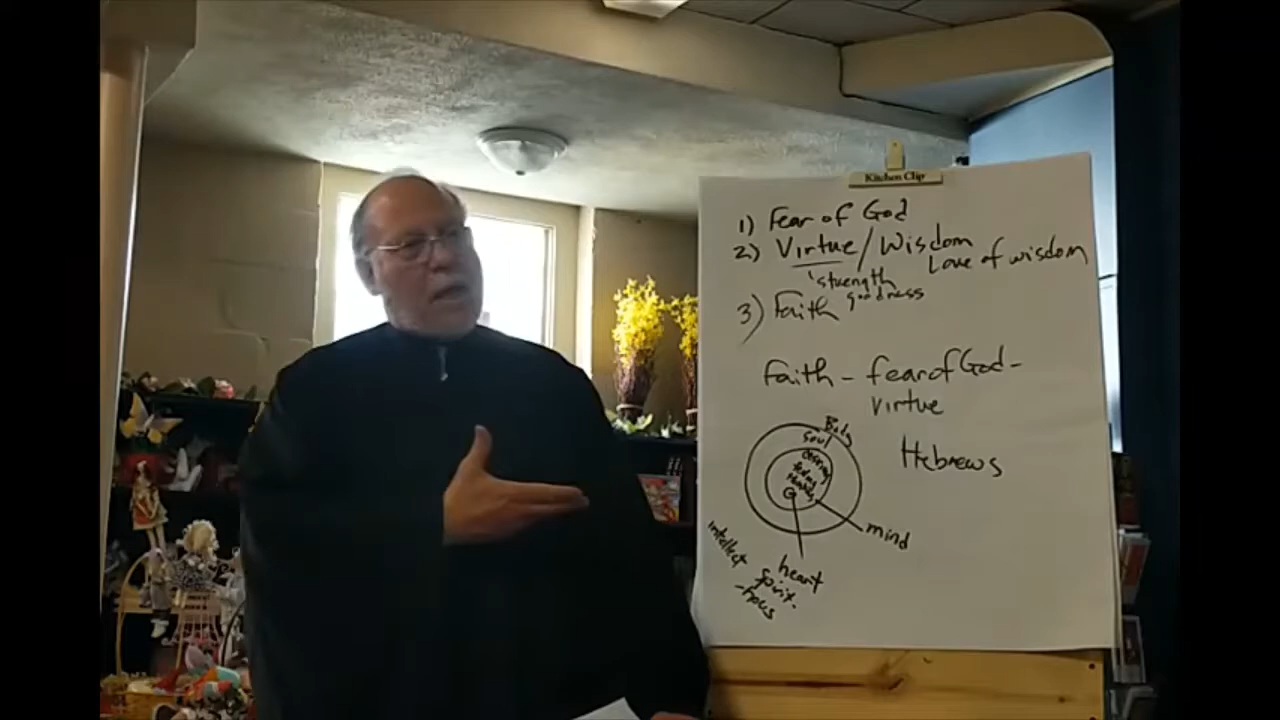 Kitchen Clip
1) Fear of God
2) Virtue / Wisdom
Love of wisdom
strength
goodness
3) Faith
Faith - fear of God -
virtue
Body
Soul
Hebrews
mind
intellect
heart
spirit